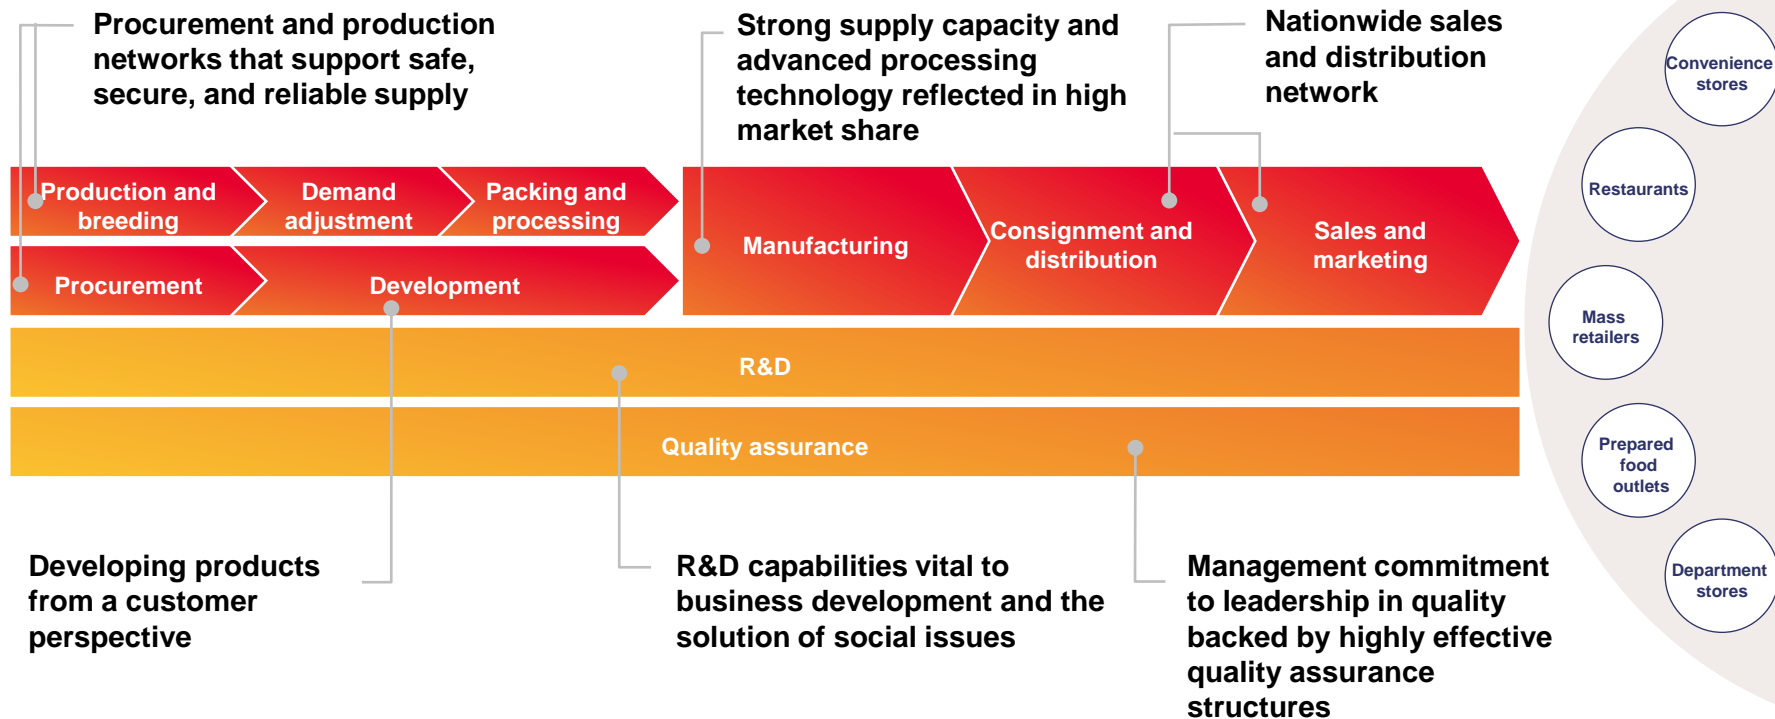 Procurement and production
networks that support safe,
secure, and reliable supply
Strong supply capacity and
advanced processing
technology reflected in high
market share
Nationwide sales
and distribution
network
Production and
breeding
Demand
adjustment
Packing and
processing
Procurement
Development
Manufacturing
Consignment and
distribution
Sales and
marketing
R&D
Quality assurance
Developing products
from a customer
perspective
R&D capabilities vital to
business development and the
solution of social issues
Management commitment
to leadership in quality
backed by highly effective
quality assurance
structures
Convenience
stores
Restaurants
Mass
retailers
Prepared
food
outlets
Department
stores